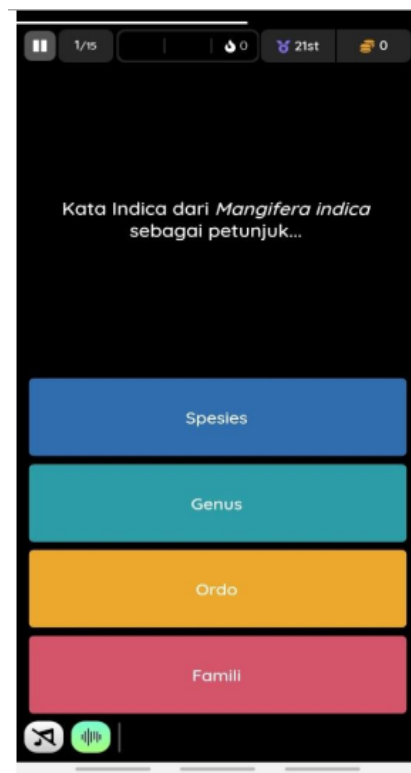 1/15
0
21st
0
Kata Indica dari Mangifera indica
sebagai petunjuk...
Spesies
Genus
Ordo
Famili